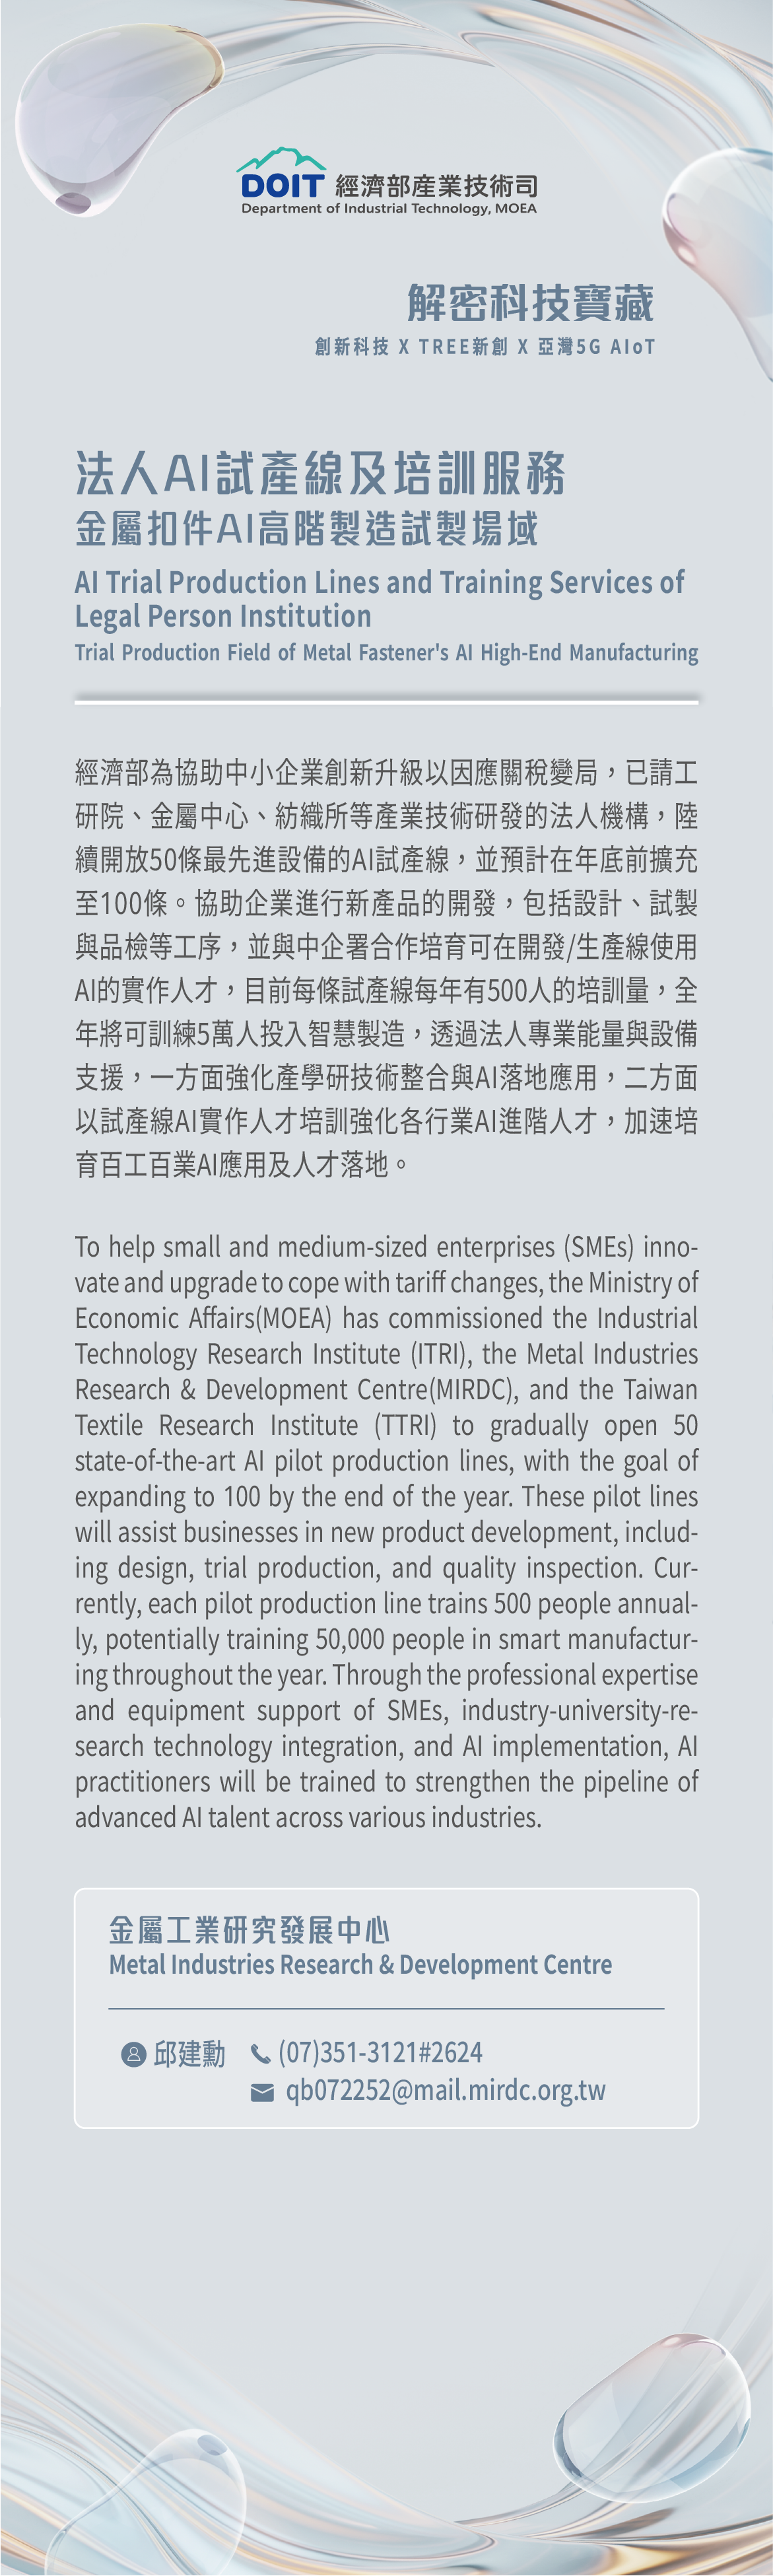 DOIT 經濟部產業技術司
Department of Industrial Technology, MOEA
解密科技寶藏
創新科技 X TREE新創 X 亞灣5G AIoT
法人AI試產線及培訓服務
金屬扣件AI高階製造試製場域
AI Trial Production Lines and Training Services of
Legal Person Institution
Trial Production Field of Metal Fastener's AI High-End Manufacturing
經濟部為協助中小企業創新升級以因應關稅變局，已請工
研院、金屬中心、紡織所等產業技術研發的法人機構，陸
續開放50條最先進設備的AI試產線，並預計在年底前擴充
至100條。協助企業進行新產品的開發，包括設計、試製
與品檢等工序，並與中企署合作培育可在開發/生產線使用
AI的實作人才，目前每條試產線每年有500人的培訓量，全
年將可訓練5萬人投入智慧製造，透過法人專業能量與設備
支援，一方面強化產學研技術整合與AI落地應用，二方面
以試產線AI實作人才培訓強化各行業AI進階人才，加速培
育百工百業AI應用及人才落地。
To help small and medium-sized enterprises (SMEs) inno-
vate and upgrade to cope with tariff changes, the Ministry of
Economic Affairs(MOEA) has commissioned the Industrial
Technology Research Institute (ITRI), the Metal Industries
Research & Development Centre(MIRDC), and the Taiwan
Textile Research Institute (TTRI) to gradually open 50
state-of-the-art AI pilot production lines, with the goal of
expanding to 100 by the end of the year. These pilot lines
will assist businesses in new product development, includ-
ing design, trial production, and quality inspection. Cur-
rently, each pilot production line trains 500 people annual-
ly, potentially training 50,000 people in smart manufactur-
ing throughout the year. Through the professional expertise
and equipment support of SMEs, industry-university-re-
search technology integration, and AI implementation, AI
practitioners will be trained to strengthen the pipeline of
advanced AI talent across various industries.
金屬工業研究發展中心
Metal Industries Research & Development Centre
邱建勳 (07)351-3121#2624
qb072252@mail.mirdc.org.tw